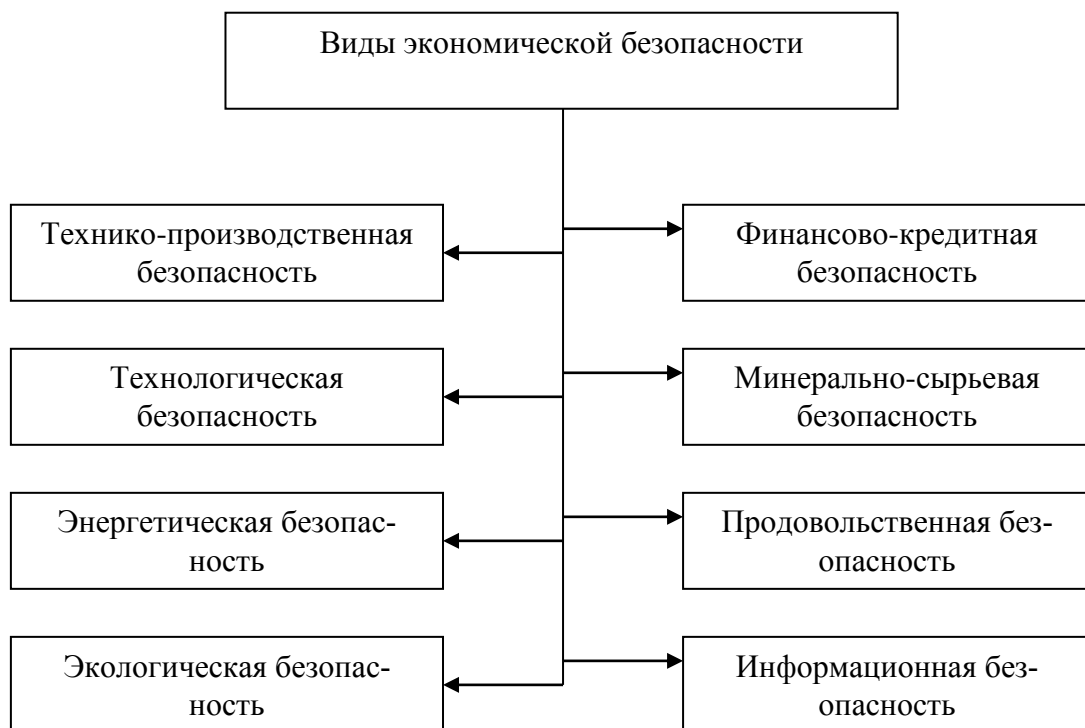 Виды экономической безопасности
Технико-производственная
безопасность
Финансово-кредитная
безопасность
Технологическая
безопасность
Минерально-сырьевая
безопасность
Энергетическая безопас-
ность
Продовольственная без-
опасность
Экологическая безопас-
ность
Информационная без-
опасность